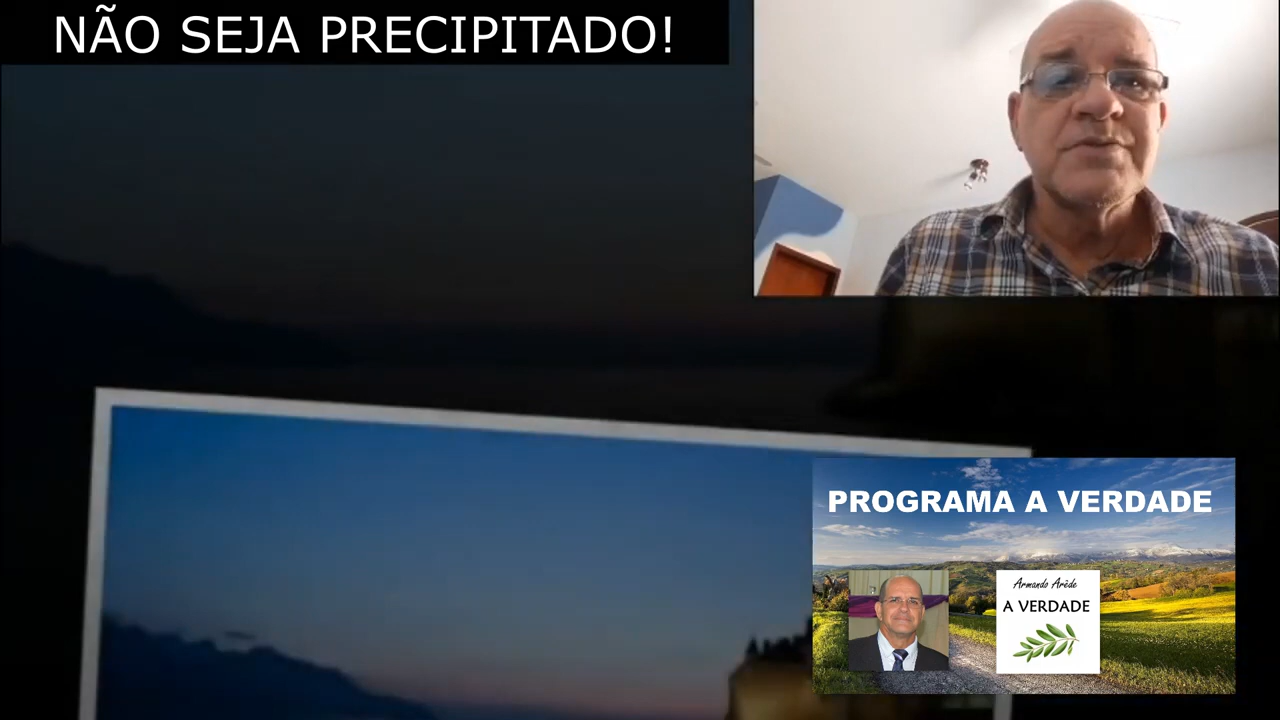 NÃO SEJA PRECIPITADO!
PROGRAMA A VERDADE
Armando Arêde
A VERDADE